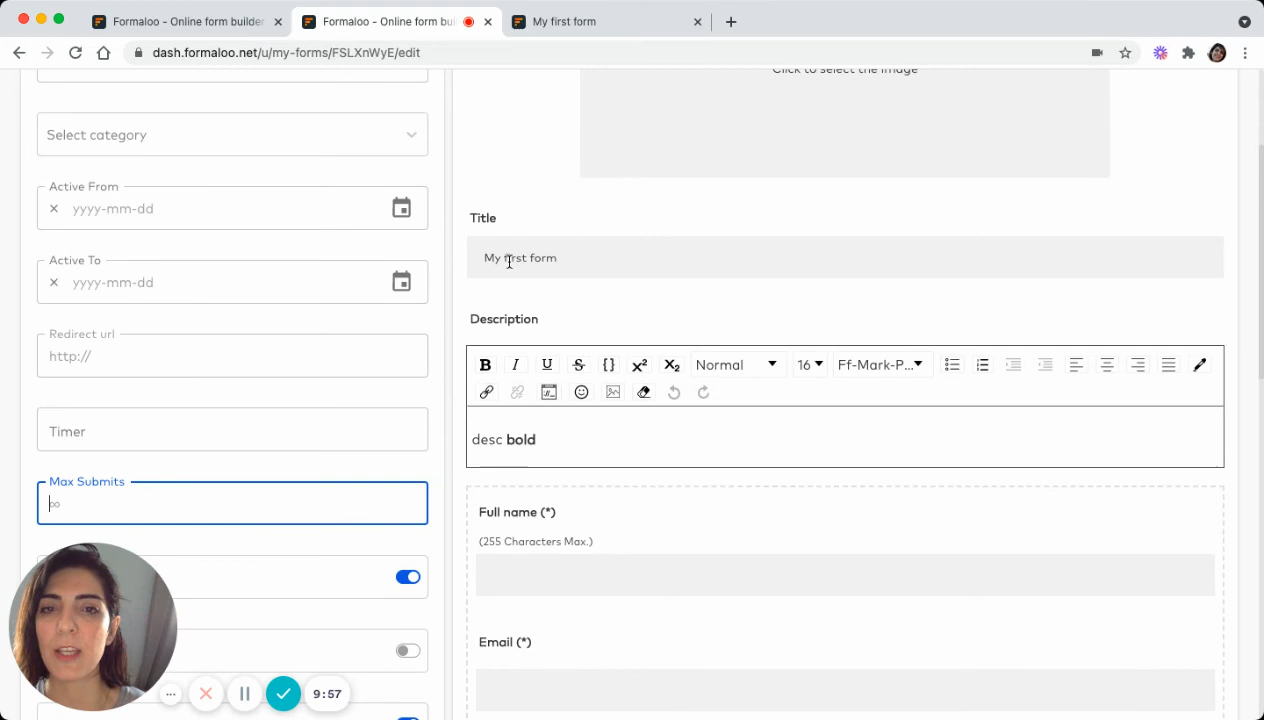 Formaloo - Online form builder
Formaloo - Online form bui
My first form
dash.formaloo.net/u/my-forms/FSLXnWyE/edit
Click to select the image
Select category
Active From
yyyy-mm-dd
Active To
yyyy-mm-dd
Redirect url
http://
Timer
Max Submits
∞
Title
My first form
Description
B I U S {} X² X₂ Normal 16 Ff-Mark-P...
desc bold
Full name (*)
(255 Characters Max.)
Email (*)
9:57